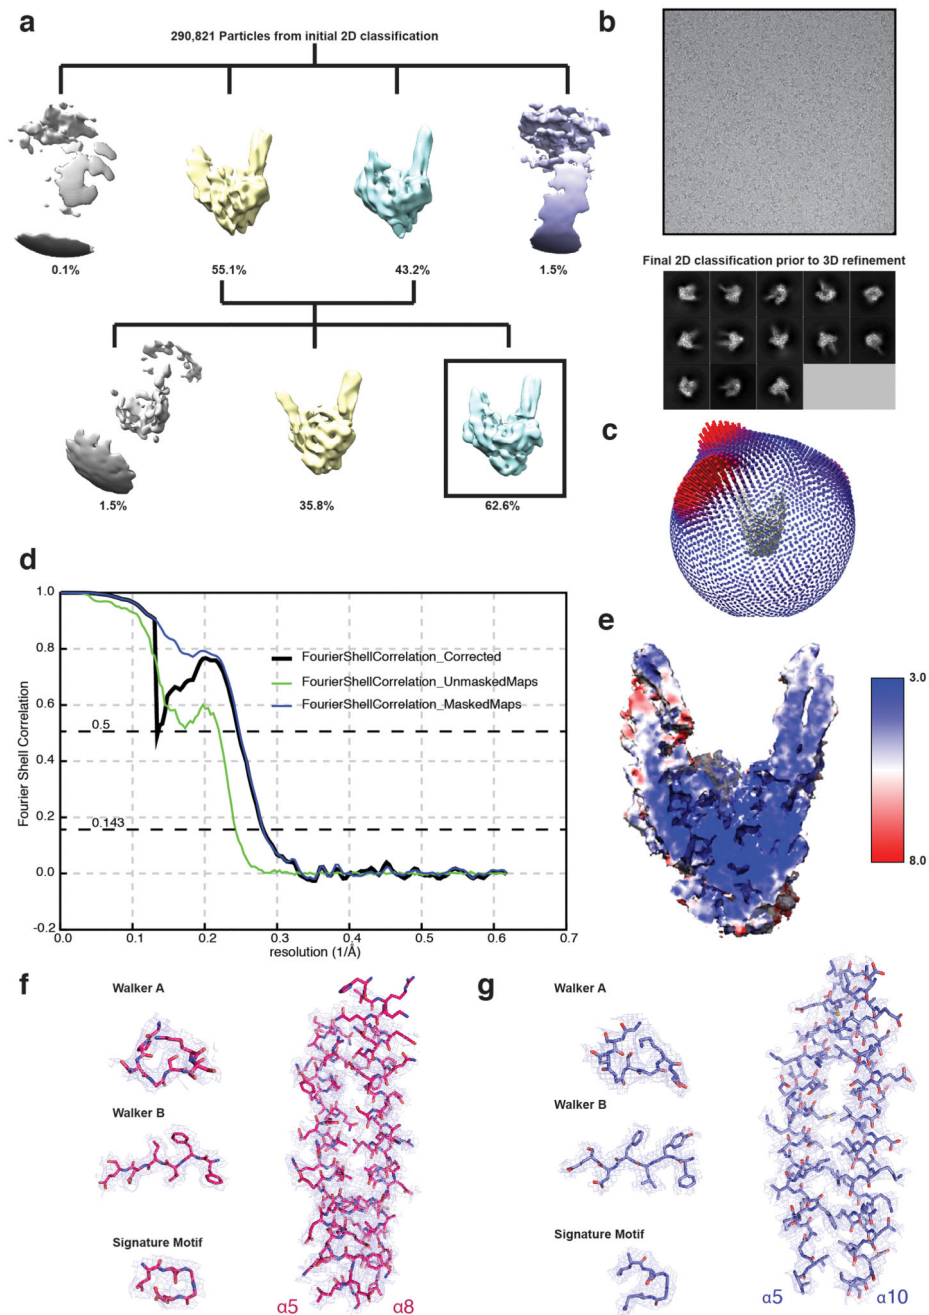 a
b
290,821 Particles from initial 2D classification
0.1%
55.1%
43.2%
1.5%
Final 2D classification prior to 3D refinement
1.5%
35.8%
62.6%
c
d
1.0
0.8
0.6
0.4
0.2
0.0
-0.2
Fourier Shell Correlation
FourierShellCorrelation_Corrected
FourierShellCorrelation_UnmaskedMaps
FourierShellCorrelation_MaskedMaps
0.5
0.143
0.0
0.1
0.2
0.3
0.4
0.5
0.6
0.7
resolution (1/Å)
e
3.0
8.0
f
Walker A
Walker B
Signature Motif
α5
α8
g
Walker A
Walker B
Signature Motif
α5
α10